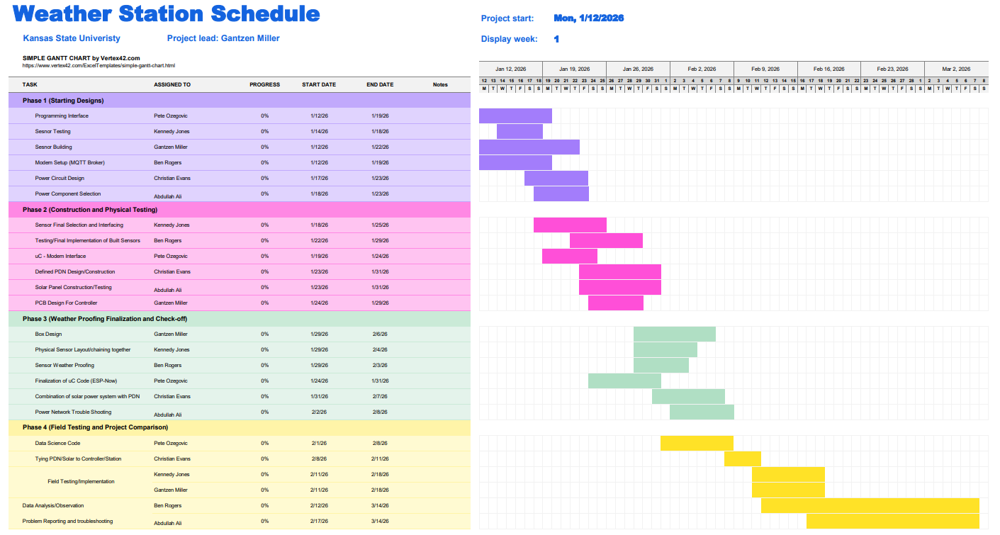 Weather Station Schedule
Project start: Mon, 1/12/2026
Kansas State Univeristy Project lead: Gantzen Miller
Display week: 1
SIMPLE GANTT CHART by Vertex42.com
https://www.vertex42.com/ExcelTemplates/simple-gantt-chart.html
Jan 12, 2026 Jan 19, 2026 Jan 26, 2026 Feb 2, 2026 Feb 9, 2026 Feb 16, 2026 Feb 23, 2026 Mar 2, 2026
12 13 14 15 16 17 18 19 20 21 22 23 24 25 26 27 28 29 30 31 1 2 3 4 5 6 7 8 9 10 11 12 13 14 15 16 17 18 19 20 21 22 23 24 25 26 27 28 1 2 3 4 5 6 7 8
TASK ASSIGNED TO PROGRESS START DATE END DATE Notes
M T W T F S S M T W T F S S M T W T F S S M T W T F S S M T W T F S S M T W T F S S M T W T F S S M T W T F S S
Phase 1 (Starting Designs)
Programming Interface Pete Ozegovic 0% 1/12/26 1/19/26
Sesnor Testing Kennedy Jones 0% 1/14/26 1/18/26
Sesnor Building Gantzen Miller 0% 1/12/26 1/22/26
Modem Setup (MQTT Broker) Ben Rogers 0% 1/12/26 1/19/26
Power Circuit Design Christian Evans 0% 1/17/26 1/23/26
Power Component Selection Abdullah Ali 0% 1/18/26 1/23/26
Phase 2 (Construction and Physical Testing)
Sensor Final Selection and Interfacing Kennedy Jones 0% 1/18/26 1/25/26
Testing/Final Implementation of Built Sensors Ben Rogers 0% 1/22/26 1/29/26
uC - Modem Interface Pete Ozegovic 0% 1/19/26 1/24/26
Defined PDN Design/Construction Christian Evans 0% 1/23/26 1/31/26
Solar Panel Construction/Testing Abdullah Ali 0% 1/23/26 1/31/26
PCB Design For Controller Gantzen Miller 0% 1/24/26 1/29/26
Phase 3 (Weather Proofing Finalization and Check-off)
Box Design Gantzen Miller 0% 1/29/26 2/6/26
Physical Sensor Layout/chaining together Kennedy Jones 0% 1/29/26 2/4/26
Sensor Weather Proofing Ben Rogers 0% 1/29/26 2/3/26
Finalization of uC Code (ESP-Now) Pete Ozegovic 0% 1/24/26 1/31/26
Combination of solar power system with PDN Christian Evans 0% 1/31/26 2/7/26
Power Network Trouble Shooting Abdullah Ali 0% 2/2/26 2/8/26
Phase 4 (Field Testing and Project Comparison)
Data Science Code Pete Ozegovic 0% 2/1/26 2/8/26
Tying PDN/Solar to Controller/Station Christian Evans 0% 2/8/26 2/11/26
Kennedy Jones 0% 2/11/26 2/18/26
Field Testing/Implementation
Gantzen Miller 0% 2/11/26 2/18/26
Data Analysis/Observation Ben Rogers 0% 2/12/26 3/14/26
Problem Reporting and troubleshooting Abdullah Ali 0% 2/17/26 3/14/26